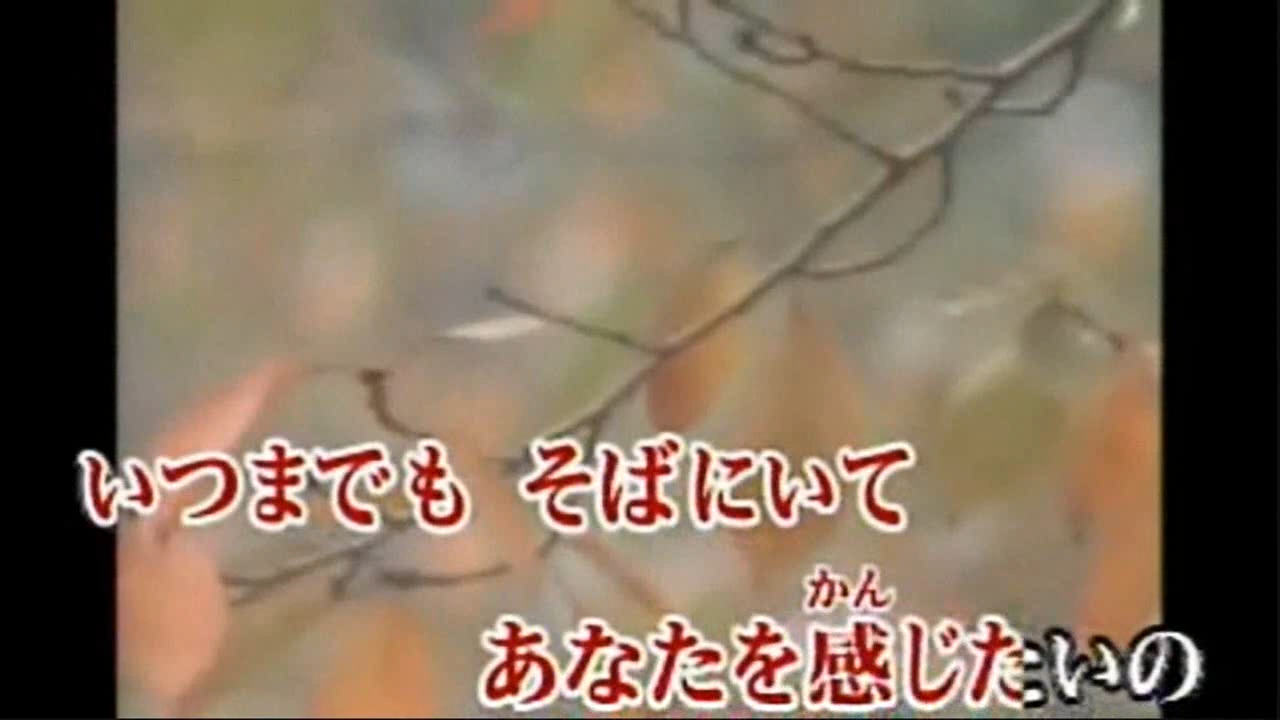 いつまでも そばにいて
かん
あなたを感じたいの